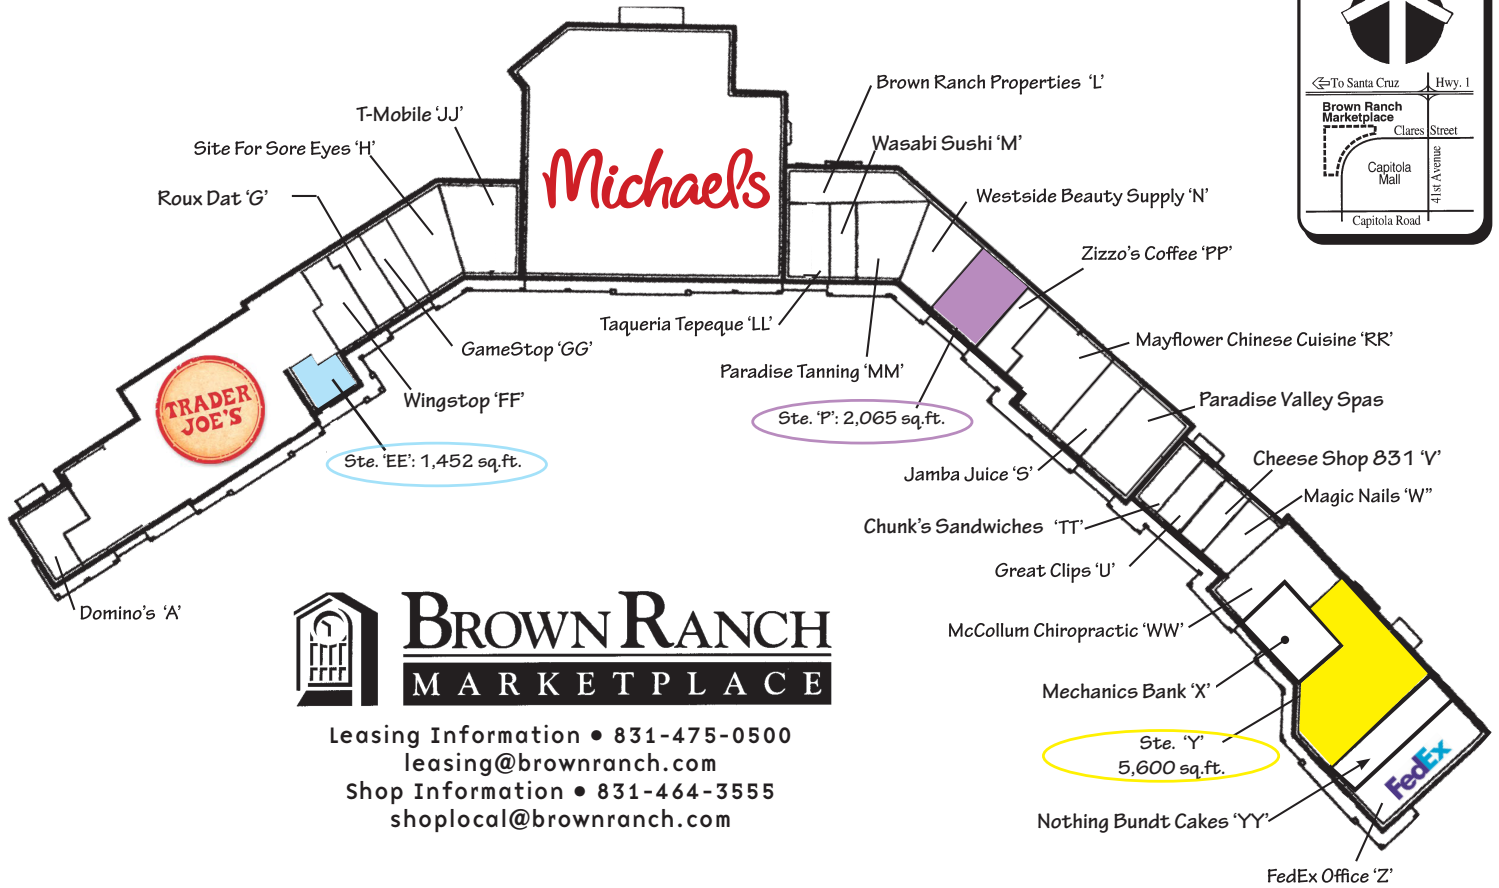 Brown Ranch Properties 'L'
To Santa Cruz
Hwy. 1
Brown Ranch
Marketplace
Clares Street
Capitola
Mall
41st Avenue
Capitola Road
T-Mobile 'JJ'
Site For Sore Eyes 'H'
Roux Dat 'G'
Michaels
Wasabi Sushi 'M'
Westside Beauty Supply 'N'
Zizzo's Coffee 'PP'
Taqueria Tepeque 'LL'
GameStop 'GG'
Mayflower Chinese Cuisine 'RR'
Paradise Tanning 'MM'
Wingstop 'FF'
TRADER
JOE'S
Paradise Valley Spas
Ste. 'P': 2,065 sq.ft.
Ste. 'EE': 1,452 sq.ft.
Cheese Shop 831 'V'
Jamba Juice 'S'
Magic Nails 'W"
Chunk's Sandwiches 'TT'
Great Clips 'U'
Domino's 'A'
McCollum Chiropractic 'WW'
Mechanics Bank 'X'
Ste. 'Y'
5,600 sq.ft.
FedEx
Nothing Bundt Cakes 'YY'
FedEx Office 'Z'
BROWN RANCH
MARKETPLACE
Leasing Information • 831-475-0500
leasing@brownranch.com
Shop Information • 831-464-3555
shoplocal@brownranch.com